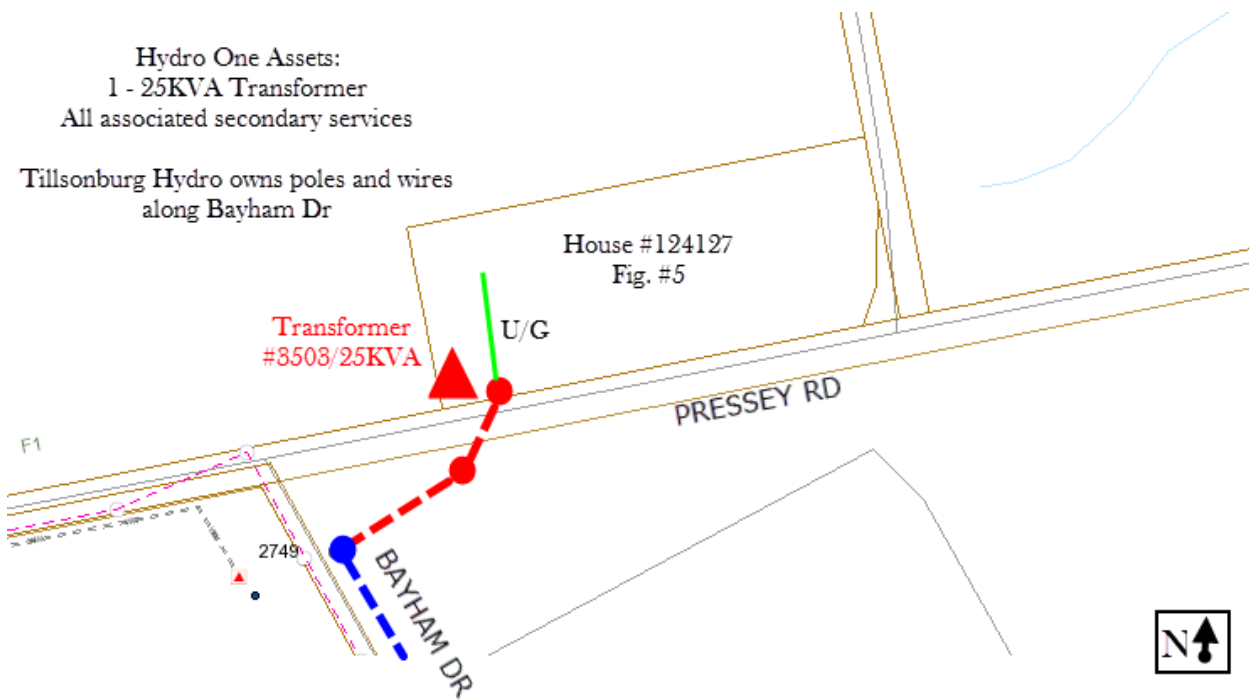 Hydro One Assets:
1 - 25KVA Transformer
All associated secondary services
Tillsonburg Hydro owns poles and wires
along Bayham Dr
House #124127
Fig. #5
Transformer
#3503/25KVA
U/G
PRESSEY RD
F1
2749
BAYHAM DR
N